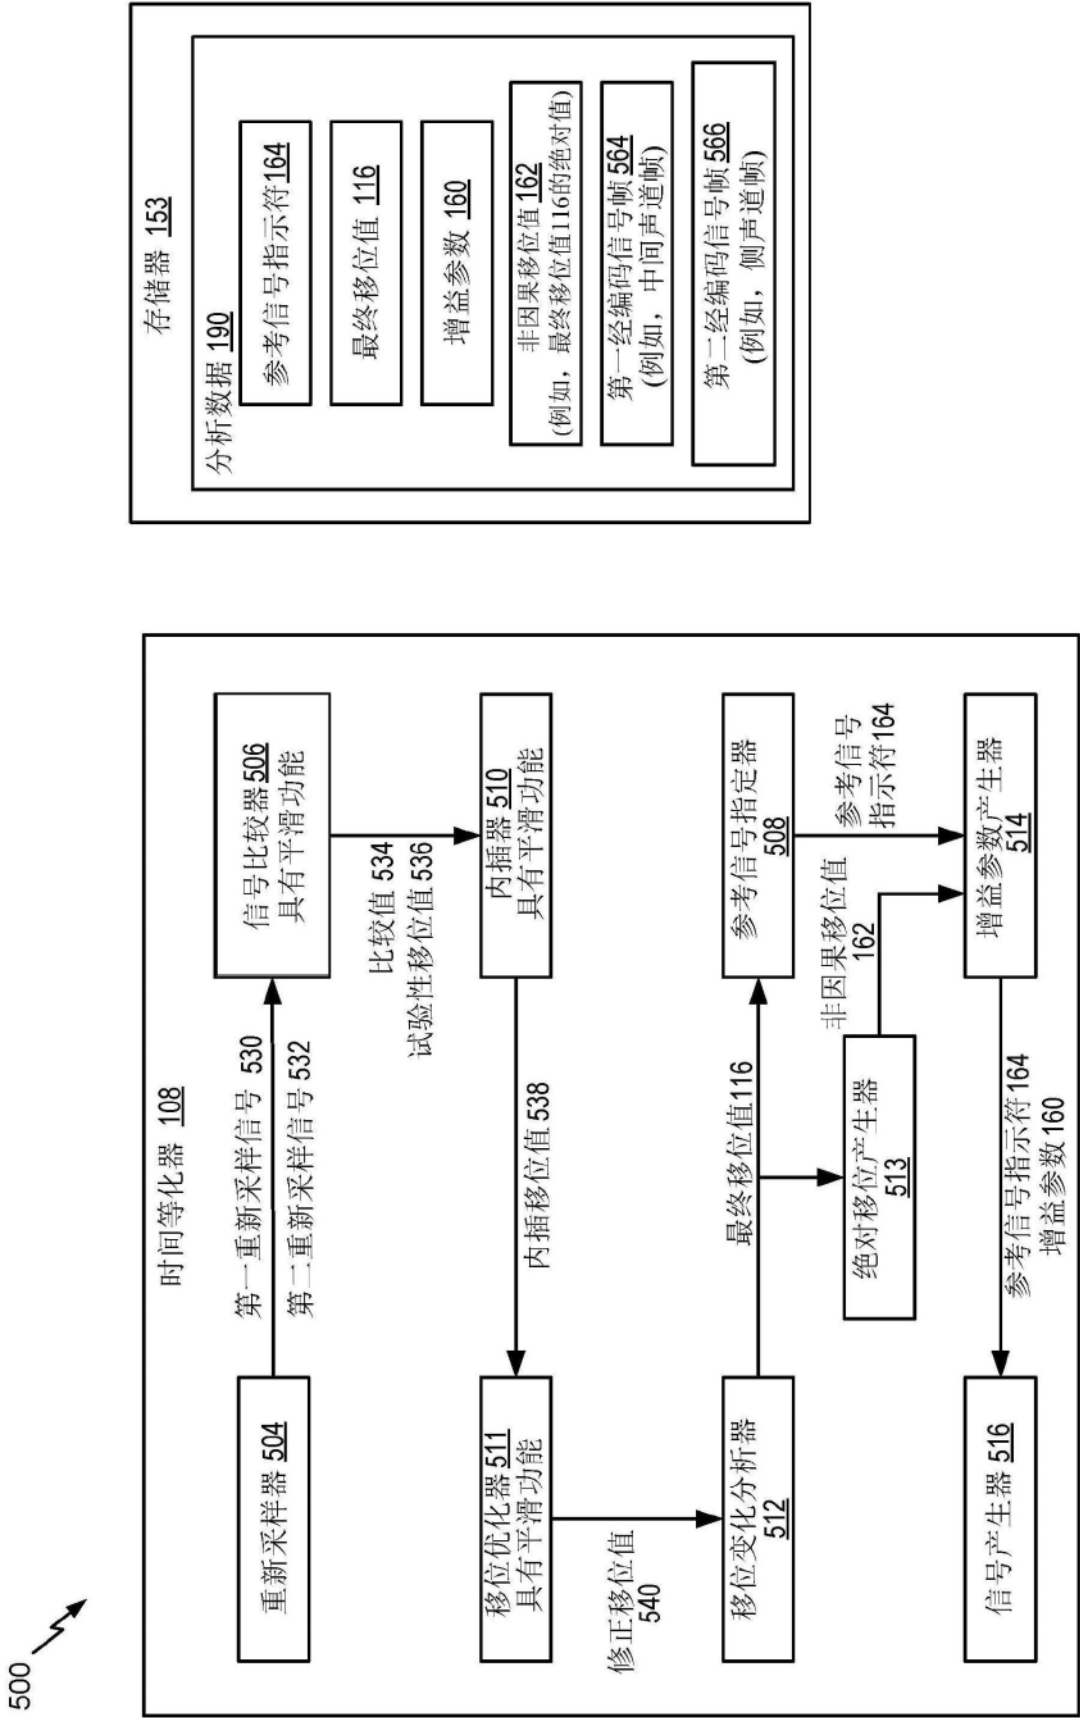 500
时间等化器 108
重新采样器 504
第一重新采样信号 530
第二重新采样信号 532
信号比较器 506
具有平滑功能
比较值 534
试验性移位值 536
移位优化器 511
具有平滑功能
内插移位值 538
内插器 510
具有平滑功能
修正移位值
540
移位变化分析器
512
最终移位值 116
参考信号指定器
508
绝对移位产生器
513
非因果移位值
162
参考信号
指示符 164
信号产生器 516
参考信号指示符 164
增益参数 160
增益参数产生器
514
存储器 153
分析数据 190
参考信号指示符 164
最终移位值 116
增益参数 160
非因果移位值 162
(例如，最终移位值116的绝对值)
第一经编码信号帧 564
(例如，中间声道帧)
第二经编码信号帧 566
(例如，侧声道帧)